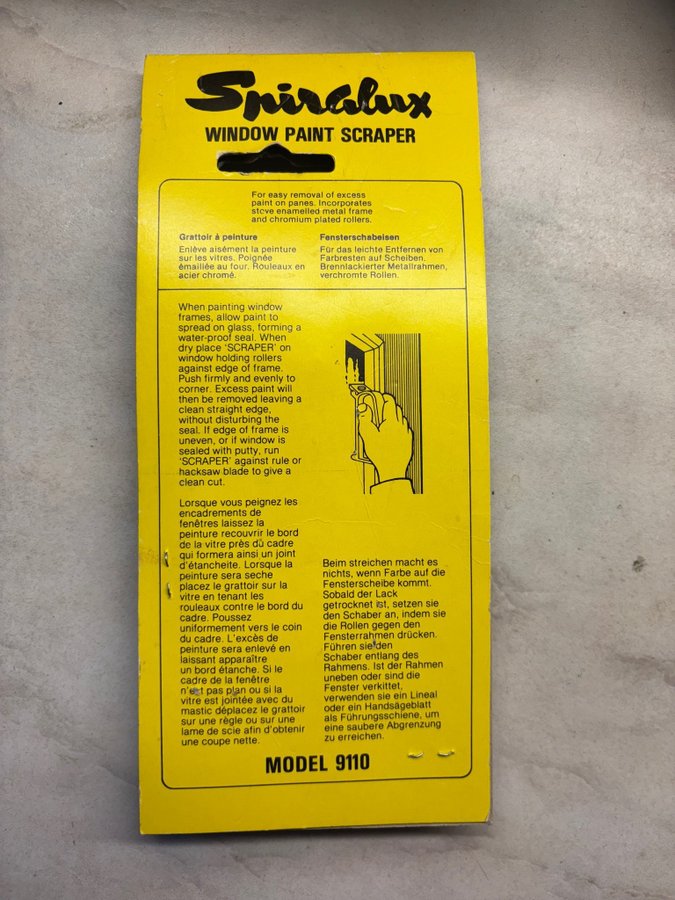 Spiralux
WINDOW PAINT SCRAPER
For easy removal of excess
paint on panes. Incorporates
stove enamelled metal frame
and chromium plated rollers.
Grattoir à peinture
Enlève aisément la peinture
sur les vitres. Poignée
émaillée au four. Rouleaux en
acier chromé.
Fensterschabeisen
Für das leichte Entfernen von
Farbresten auf Scheiben.
Brennlackierter Metallrahmen,
verchromte Rollen.
When painting window
frames, allow paint to
spread on glass, forming a
water-proof seal. When
dry place 'SCRAPER' on
window holding rollers
against edge of frame.
Push firmly and evenly to
corner. Excess paint will
then be removed leaving a
clean straight edge,
without disturbing the
seal. If edge of frame is
uneven, or if window is
sealed with putty, run
'SCRAPER' against rule or
hacksaw blade to give a
clean cut.
Lorsque vous peignez les
encadrements de
fenêtres laissez la
peinture recouvrir le bord
de la vitre près du cadre
qui formera ainsi un joint
d'étancheite. Lorsque la
peinture sera seche
placez le grattoir sur la
vitre en tenant les
rouleaux contre le bord du
cadre. Poussez
uniformement vers le coin
du cadre. L'excès de
peinture sera enlevé en
laissant apparaître
un bord étanche. Si le
cadre de la fenêtre
n'est pas plan ou si la
vitre est jointée avec du
mastic déplacez le grattoir
sur une règle ou sur une
lame de scie afin d'obtenir
une coupe nette.
Beim streichen macht es
nichts, wenn Farbe auf die
Fensterscheibe kommt.
Sobald der Lack
getrocknet ist, setzen sie
den Schaber an, indem sie
die Rollen gegen den
Fensterrahmen drücken.
Führen sie den
Schaber entlang des
Rahmens. Ist der Rahmen
uneben oder sind die
Fenster verkittet,
verwenden sie ein Lineal
oder ein Handsägeblatt
als Führungsschiene, um
eine saubere Abgrenzung
zu erreichen.
MODEL 9110